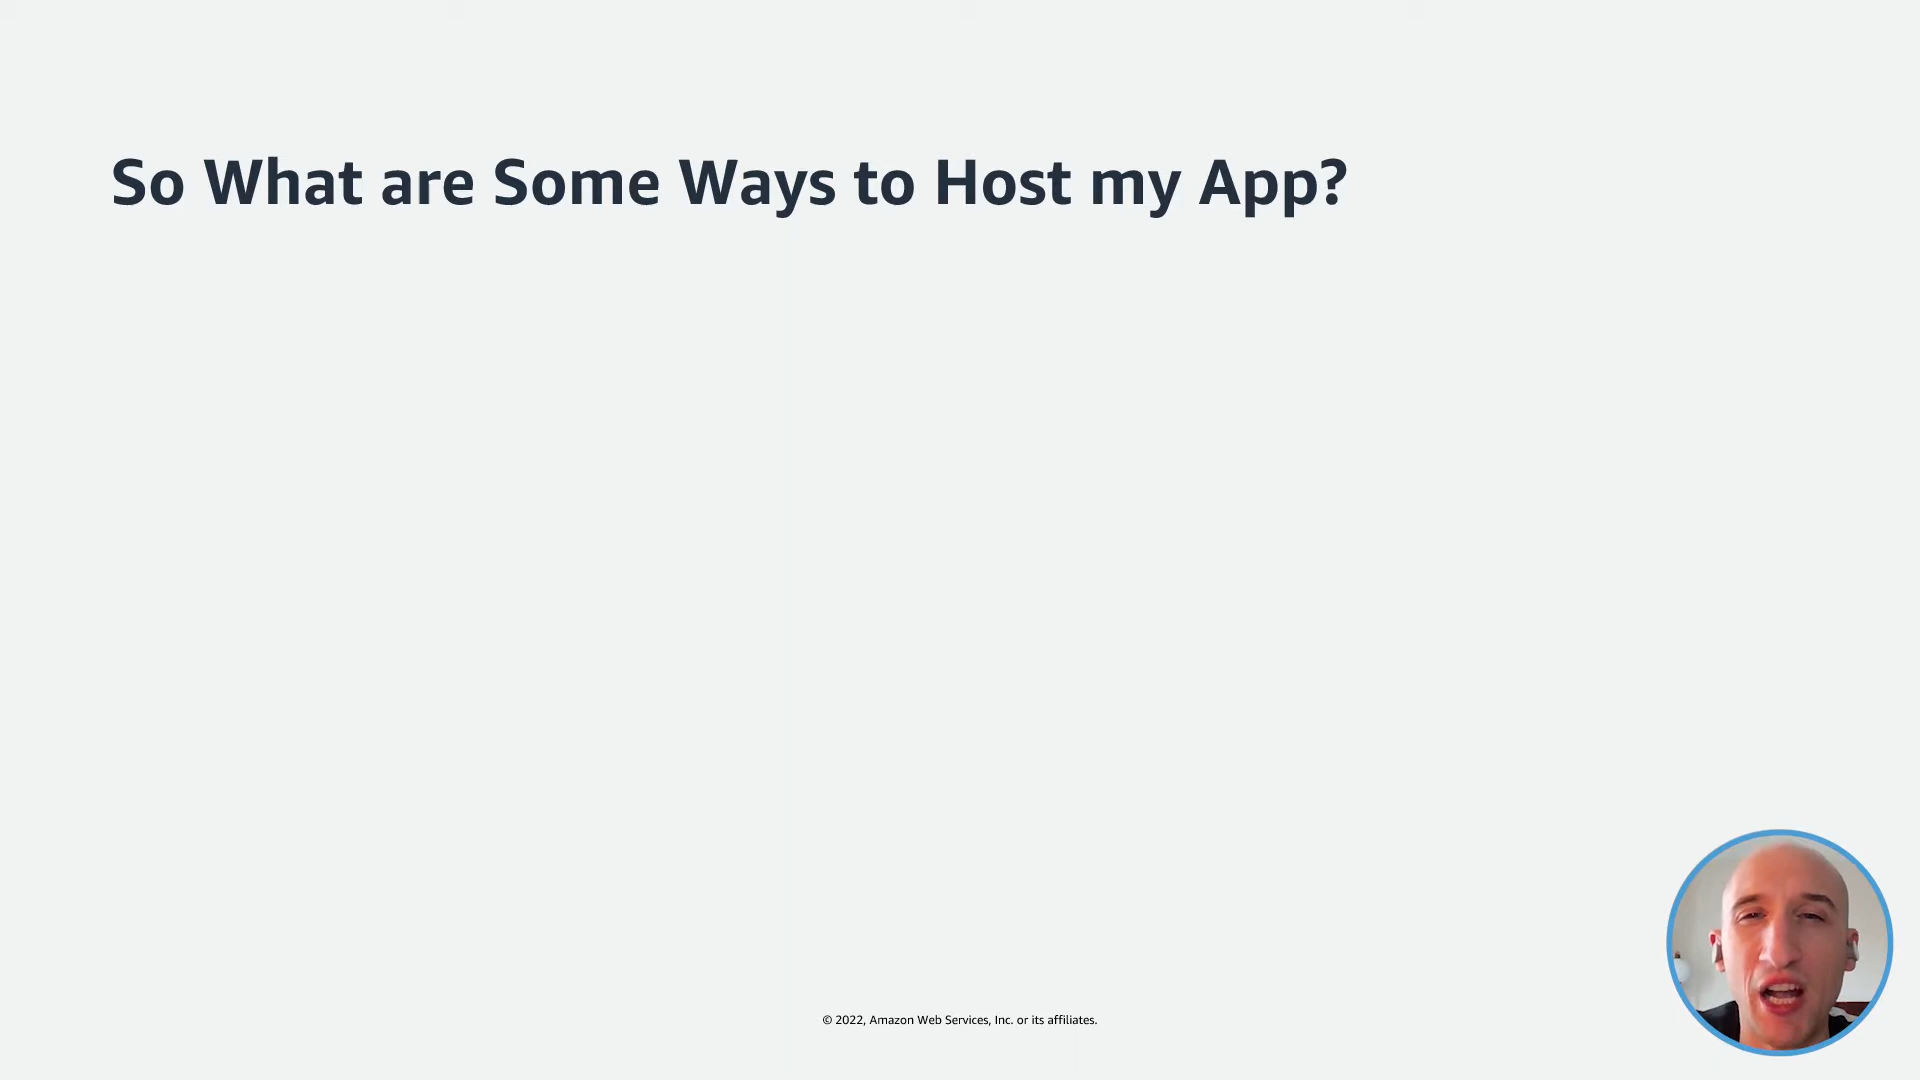 So What are Some Ways to Host my App?
© 2022, Amazon Web Services, Inc. or its affiliates.